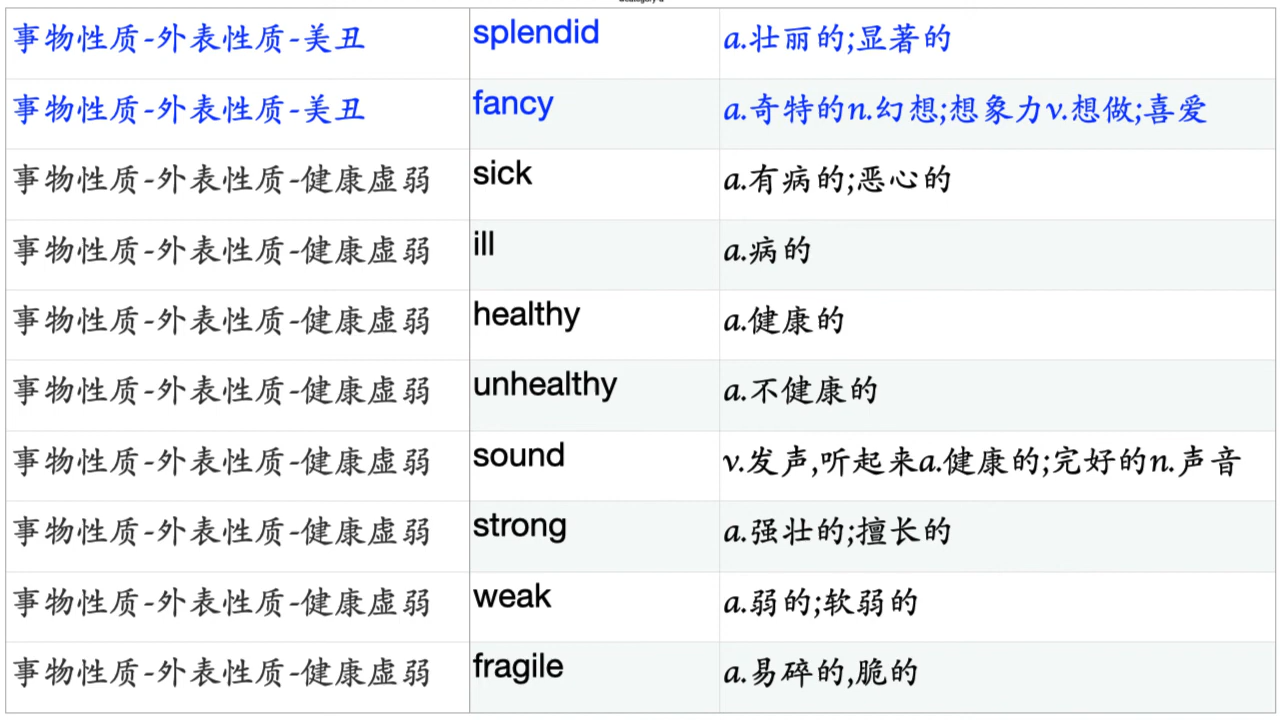 事物性质-外表性质-美丑 splendid a.壮丽的;显著的
事物性质-外表性质-美丑 fancy a.奇特的n.幻想;想象力v.想做;喜爱
事物性质-外表性质-健康虚弱 sick a.有病的;恶心的
事物性质-外表性质-健康虚弱 ill a.病的
事物性质-外表性质-健康虚弱 healthy a.健康的
事物性质-外表性质-健康虚弱 unhealthy a.不健康的
事物性质-外表性质-健康虚弱 sound v.发声,听起来a.健康的;完好的n.声音
事物性质-外表性质-健康虚弱 strong a.强壮的;擅长的
事物性质-外表性质-健康虚弱 weak a.弱的;软弱的
事物性质-外表性质-健康虚弱 fragile a.易碎的,脆的